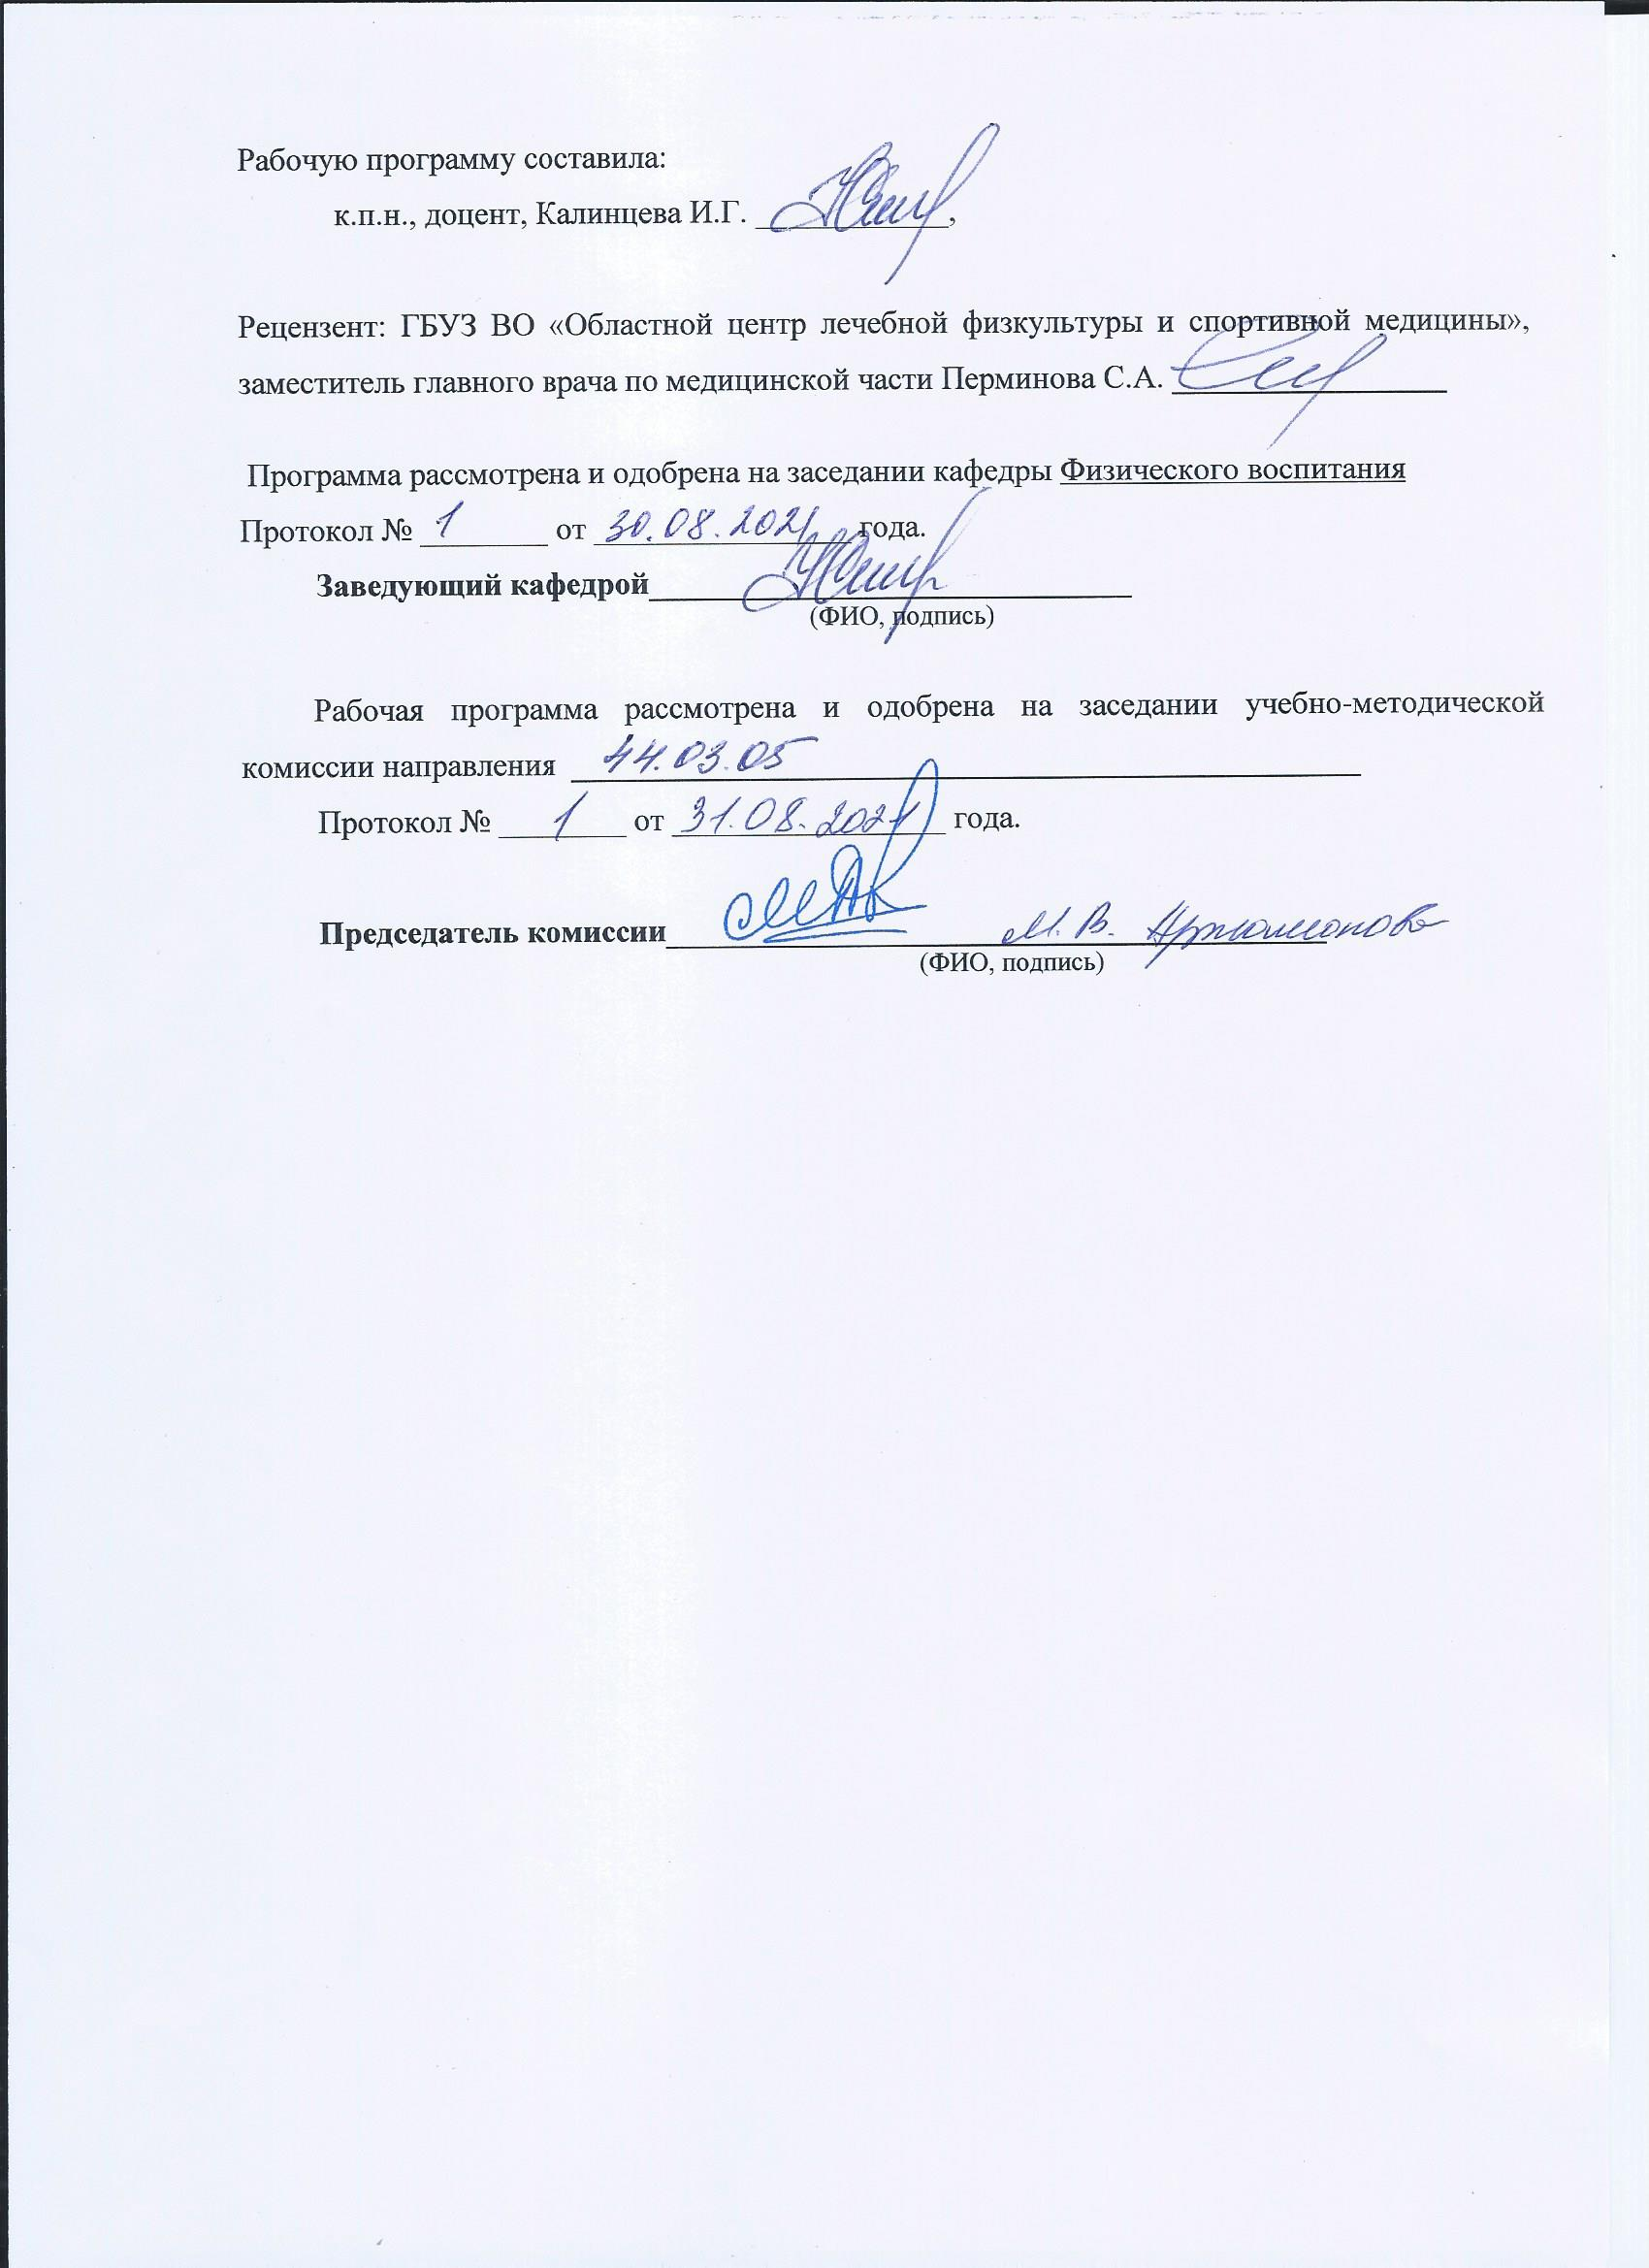 Рабочую программу составила:
к.п.н., доцент, Калинцева И.Г. ____________,
Рецензент: ГБУЗ ВО «Областной центр лечебной физкультуры и спортивной медицины»,
заместитель главного врача по медицинской части Перминова С.А.
Программа рассмотрена и одобрена на заседании кафедры Физического воспитания
Протокол № 1 от 30.08.2021 года.
Заведующий кафедрой
(ФИО, подпись)
Рабочая программа рассмотрена и одобрена на заседании учебно-методической
комиссии направления 44.03.05
Протокол № 1 от 31.08.2021 года.
Председатель комиссии М.В. Артамонова
(ФИО, подпись)